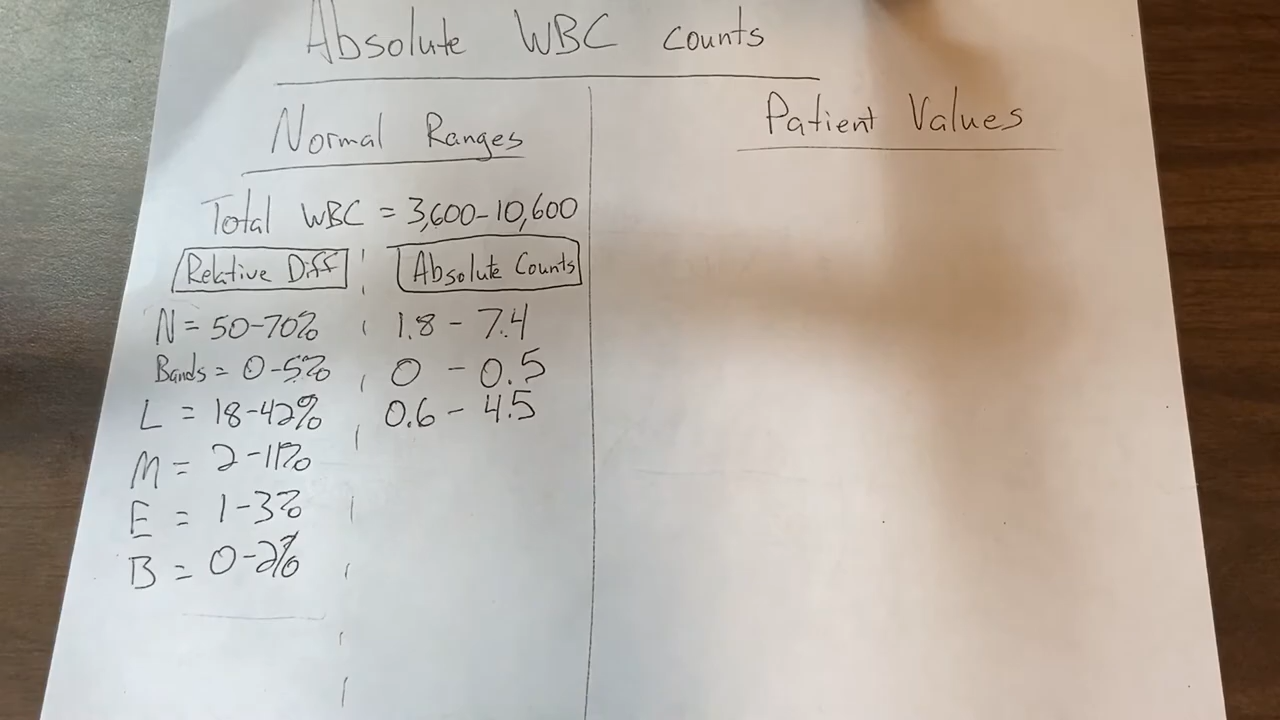 Absolute WBC counts
Normal Ranges
Total WBC = 3,600-10,600
Relative Diff
Absolute Counts
N = 50-70% 1.8 - 7.4
Bands = 0-5% 0 - 0.5
L = 18-42% 0.6 - 4.5
M = 2-11%
E = 1-3%
B = 0-2%
Patient Values